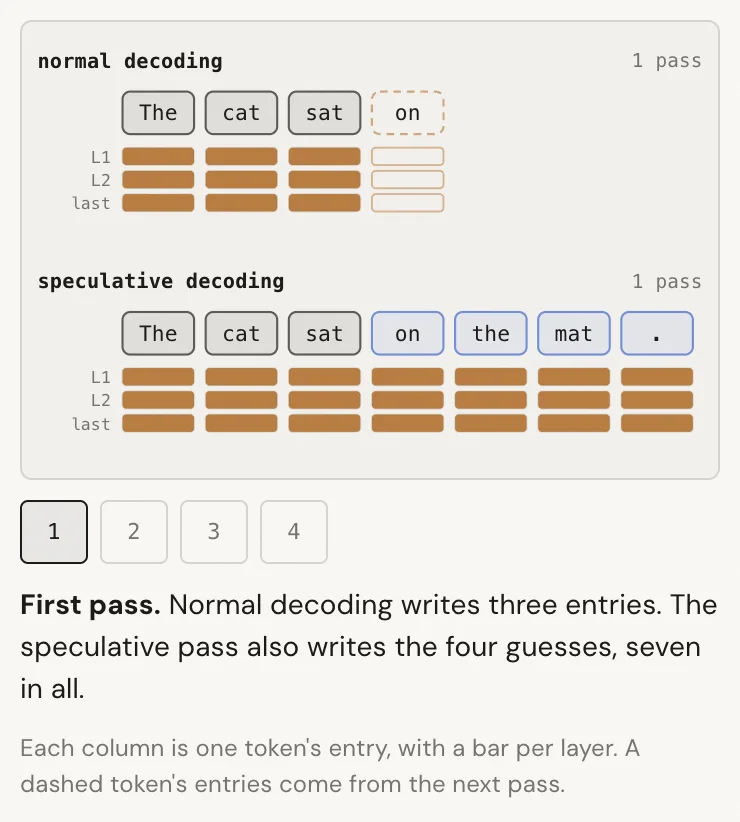 normal decoding 1 pass
The cat sat on
L1
L2
last
speculative decoding 1 pass
The cat sat on the mat .
L1
L2
last
1 2 3 4
First pass. Normal decoding writes three entries. The
speculative pass also writes the four guesses, seven
in all.
Each column is one token's entry, with a bar per layer. A
dashed token's entries come from the next pass.